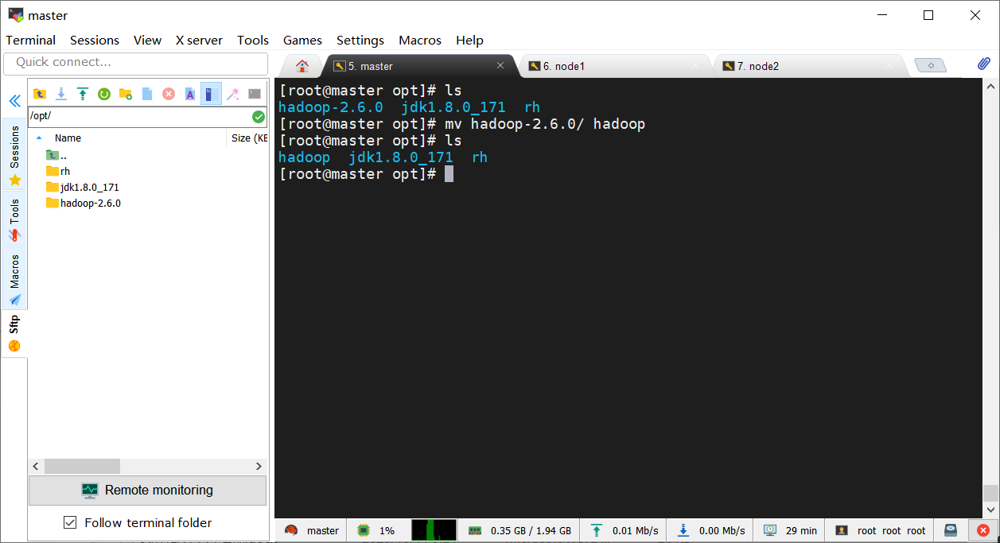 master
Terminal Sessions View X server Tools Games Settings Macros Help
Quick connect...
5. master
6. node1
7. node2
/opt/
Name Size (KB
..
rh
jdk1.8.0_171
hadoop-2.6.0
Sessions
Tools
Macros
Sftp
[root@master opt]# ls
hadoop-2.6.0 jdk1.8.0_171 rh
[root@master opt]# mv hadoop-2.6.0/ hadoop
[root@master opt]# ls
hadoop jdk1.8.0_171 rh
[root@master opt]#
Remote monitoring
Follow terminal folder
master 1% 0.35 GB / 1.94 GB 0.01 Mb/s 0.00 Mb/s 29 min root root root